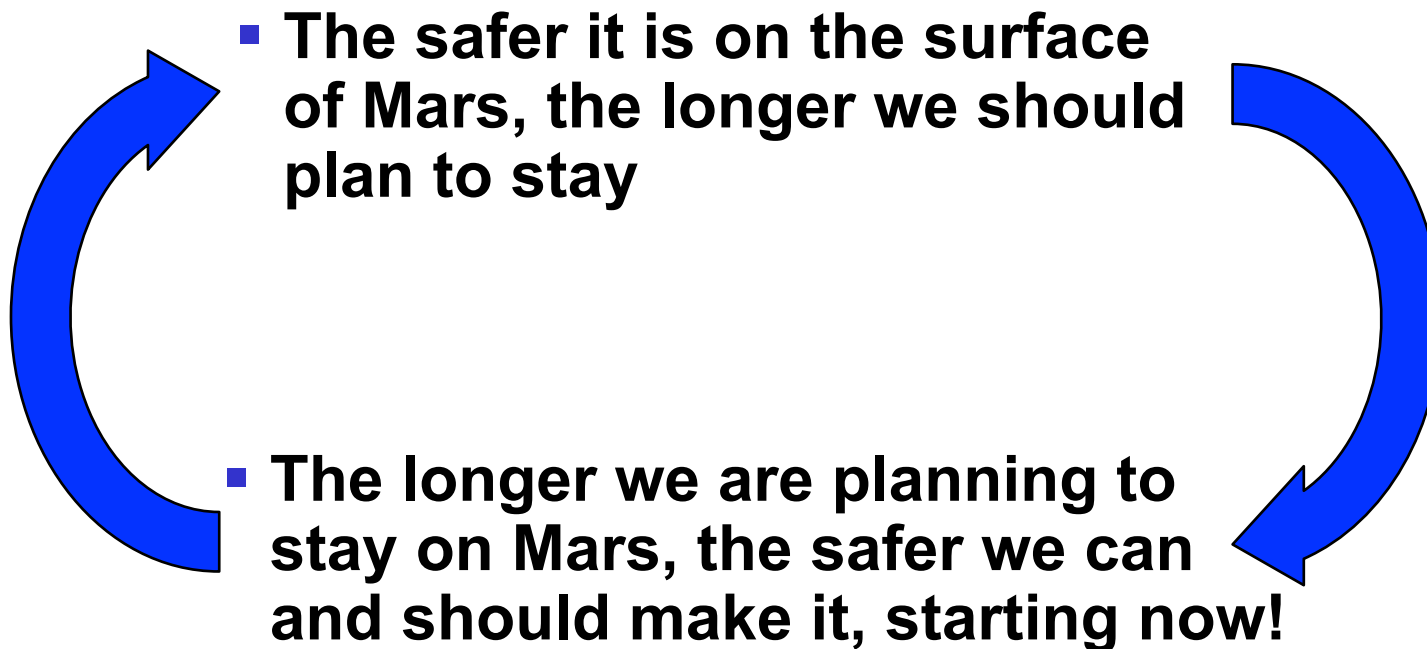 ▪ The safer it is on the surface
of Mars, the longer we should
plan to stay
▪ The longer we are planning to
stay on Mars, the safer we can
and should make it, starting now!